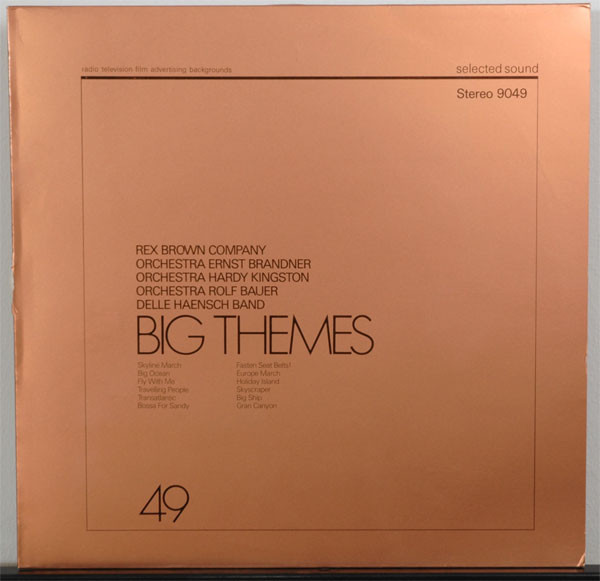 radio television film advertising backgrounds
selected sound
Stereo 9049
REX BROWN COMPANY
ORCHESTRA ERNST BRANDNER
ORCHESTRA HARDY KINGSTON
ORCHESTRA ROLF BAUER
DELLE HAENSCH BAND
BIG THEMES
Skyline March
Big Ocean
Fly With Me
Travelling People
Transatlantic
Bossa For Sandy
Fasten Seat Belts!
Europe March
Holiday Island
Skyscraper
Big Ship
Gran Canyon
49